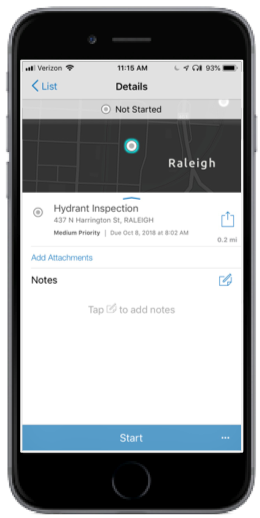 Verizon 11:15 AM 93%
List Details
Not Started
Raleigh
Hydrant Inspection
437 N Harrington St, RALEIGH
Medium Priority | Due Oct 8, 2018 at 8:02 AM
0.2 mi
Add Attachments
Notes
Tap to add notes
Start ...